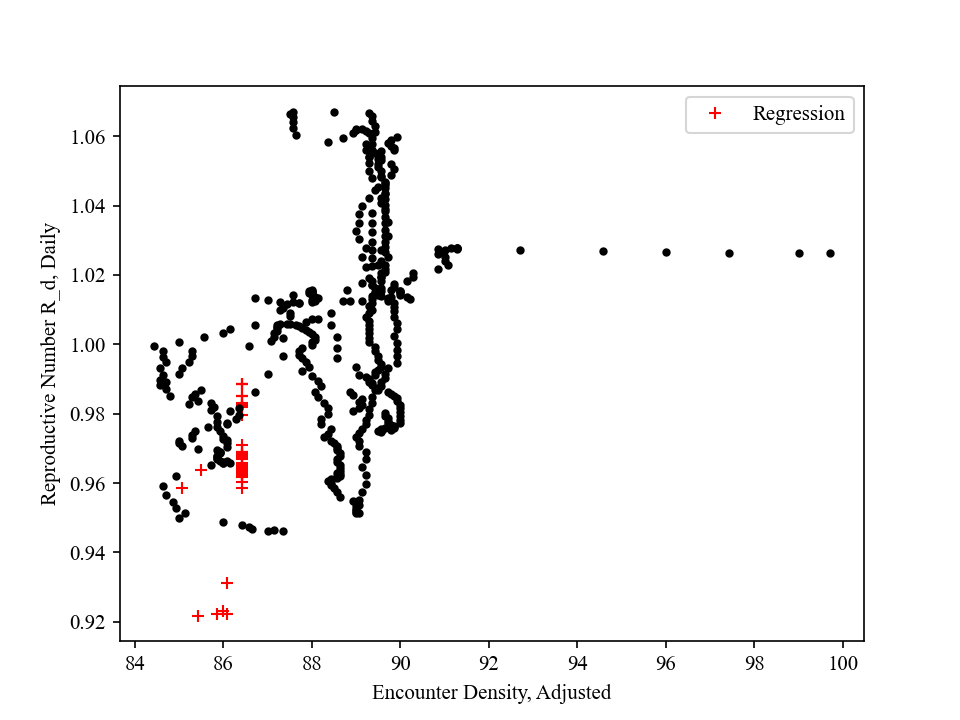 Regression
1.06
1.04
1.02
1.00
0.98
0.96
0.94
0.92
Reproductive Number R_d, Daily
84 86 88 90 92 94 96 98 100
Encounter Density, Adjusted